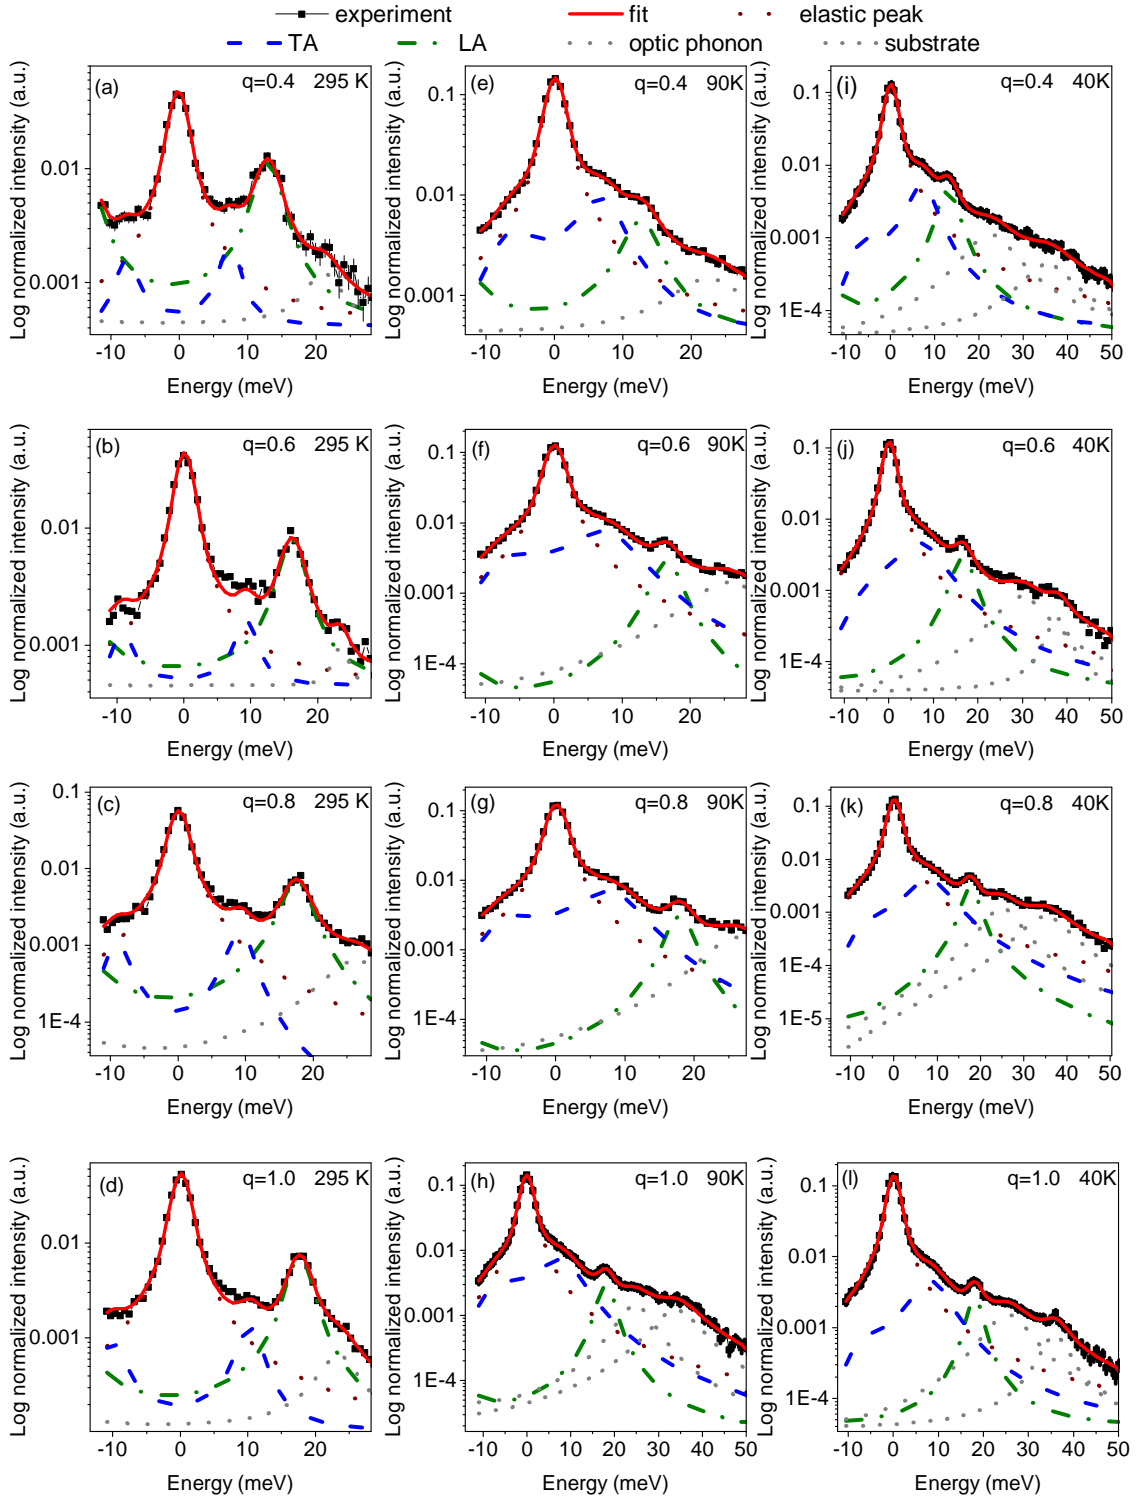 experiment fit elastic peak
TA LA optic phonon substrate
(a) q=0.4 295 K
Log normalized intensity (a.u.)
0.01
0.001
-10 0 10 20
Energy (meV)
(e) q=0.4 90K
Log normalized intensity (a.u.)
0.1
0.01
0.001
-10 0 10 20
Energy (meV)
(i) q=0.4 40K
Log normalized intensity (a.u.)
0.1
0.01
0.001
1E-4
-10 0 10 20 30 40 50
Energy (meV)
(b) q=0.6 295 K
Log normalized intensity (a.u.)
0.01
0.001
-10 0 10 20
Energy (meV)
(f) q=0.6 90K
Log normalized intensity (a.u.)
0.1
0.01
0.001
1E-4
-10 0 10 20
Energy (meV)
(j) q=0.6 40K
Log normalized intensity (a.u.)
0.1
0.01
0.001
1E-4
-10 0 10 20 30 40 50
Energy (meV)
(c) q=0.8 295 K
Log normalized intensity (a.u.)
0.1
0.01
0.001
1E-4
-10 0 10 20
Energy (meV)
(g) q=0.8 90K
Log normalized intensity (a.u.)
0.1
0.01
0.001
1E-4
-10 0 10 20
Energy (meV)
(k) q=0.8 40K
Log normalized intensity (a.u.)
0.1
0.01
0.001
1E-4
1E-5
-10 0 10 20 30 40 50
Energy (meV)
(d) q=1.0 295 K
Log normalized intensity (a.u.)
0.01
0.001
-10 0 10 20
Energy (meV)
(h) q=1.0 90K
Log normalized intensity (a.u.)
0.1
0.01
0.001
1E-4
-10 0 10 20 30 40 50
Energy (meV)
(l) q=1.0 40K
Log normalized intensity (a.u.)
0.1
0.01
0.001
1E-4
-10 0 10 20 30 40 50
Energy (meV)